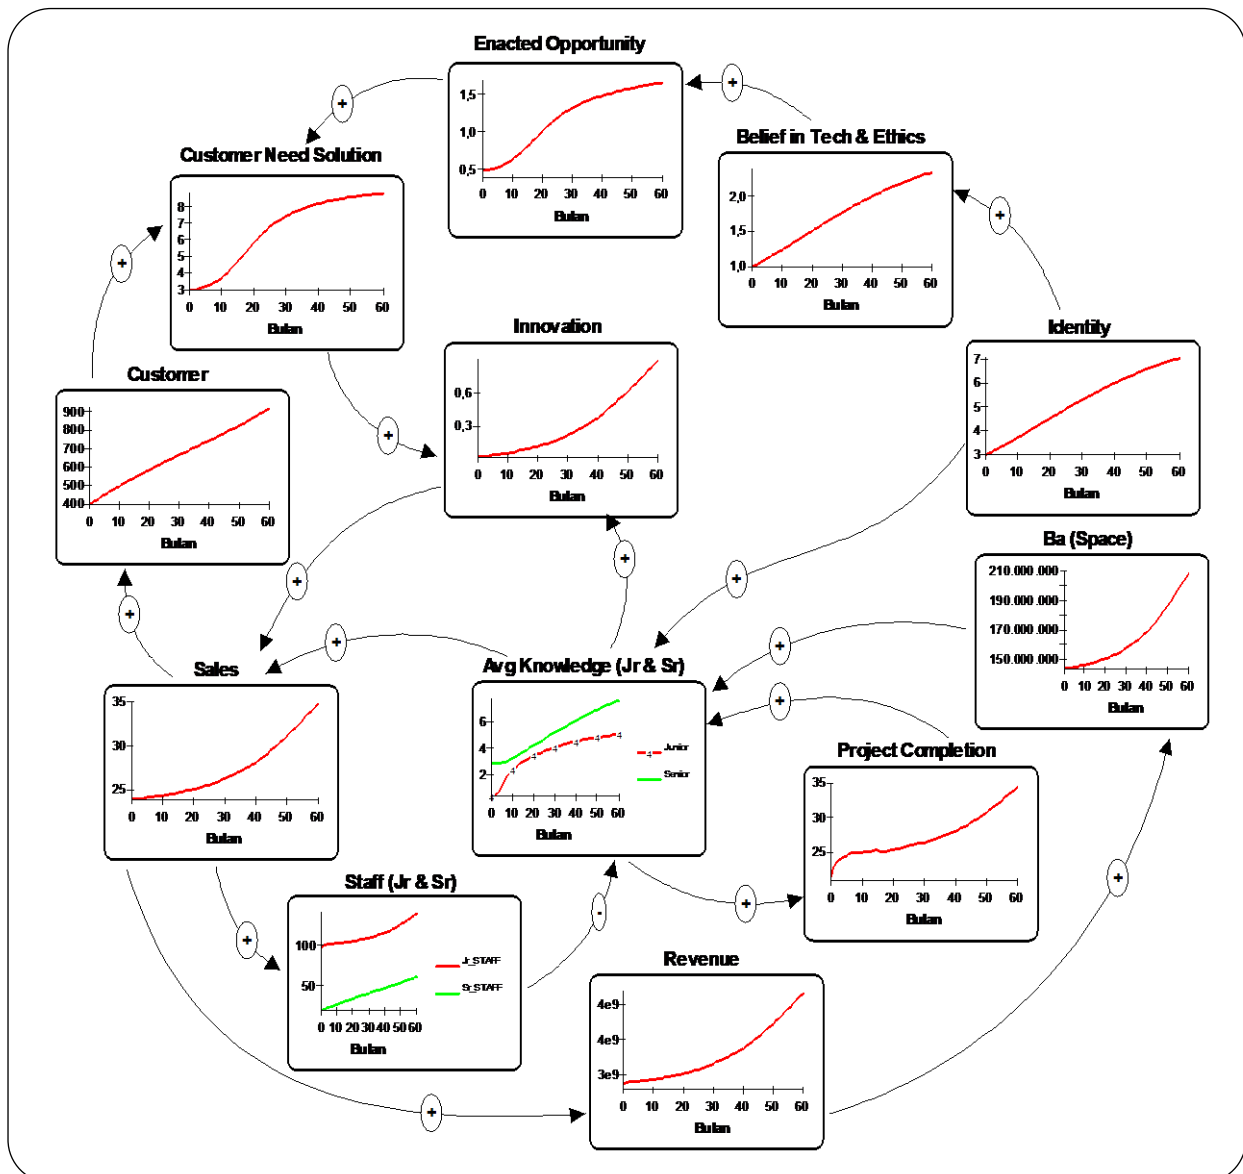 Enacted Opportunity
1,5
1,0
0,5
0 10 20 30 40 50 60
Bulan
+
+
Belief in Tech & Ethics
2,0
1,5
1,0
0 10 20 30 40 50 60
Bulan
Customer Need Solution
8
7
6
5
4
3
0 10 20 30 40 50 60
Bulan
+
+
Innovation
0,6
0,3
0 10 20 30 40 50 60
Bulan
+
Identity
7
6
5
4
3
0 10 20 30 40 50 60
Bulan
Customer
900
800
700
600
500
400
0 10 20 30 40 50 60
Bulan
+
+
+
+
Ba (Space)
210.000.000
190.000.000
170.000.000
150.000.000
0 10 20 30 40 50 60
Bulan
+
+
+
Sales
35
30
25
0 10 20 30 40 50 60
Bulan
Avg Knowledge (Jr & Sr)
6
4
2
4 4 4 4 4 4
4 Junior
Senior
0 10 20 30 40 50 60
Bulan
+
Project Completion
35
30
25
0 10 20 30 40 50 60
Bulan
+
Staff (Jr & Sr)
100
50
Jr_STAFF
Sr_STAFF
0 10 20 30 40 50 60
Bulan
+
-
+
Revenue
4e9
4e9
3e9
0 10 20 30 40 50 60
Bulan
+